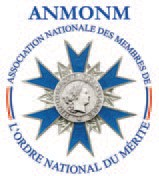 ANMONM
ASSOCIATION NATIONALE DES MEMBRES DE
L'ORDRE NATIONAL DU MÉRITE